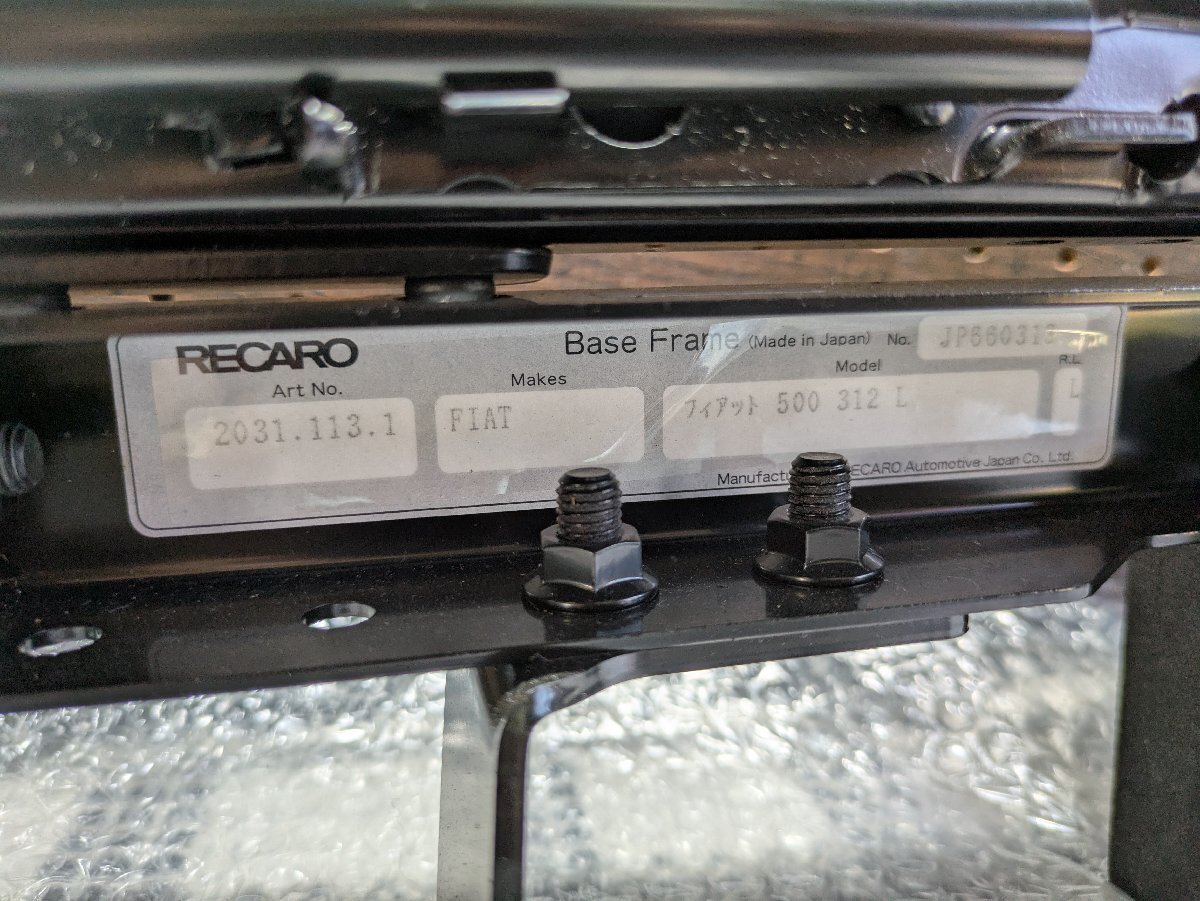 RECARO Base Frame (Made in Japan) No. JP660313
Art No. Makes Model R.L.
2031.113.1 FIAT フィアット 500 312 L L
RECARO Automotive Japan Co., Ltd.